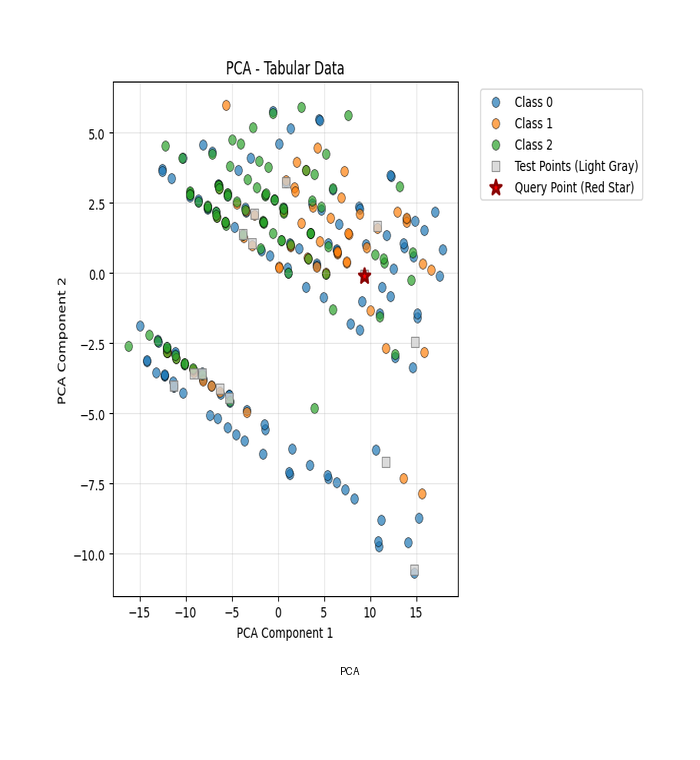 PCA - Tabular Data
Class 0
Class 1
Class 2
Test Points (Light Gray)
Query Point (Red Star)
5.0
2.5
0.0
−2.5
−5.0
−7.5
−10.0
PCA Component 2
−15
−10
−5
0
5
10
15
PCA Component 1
PCA